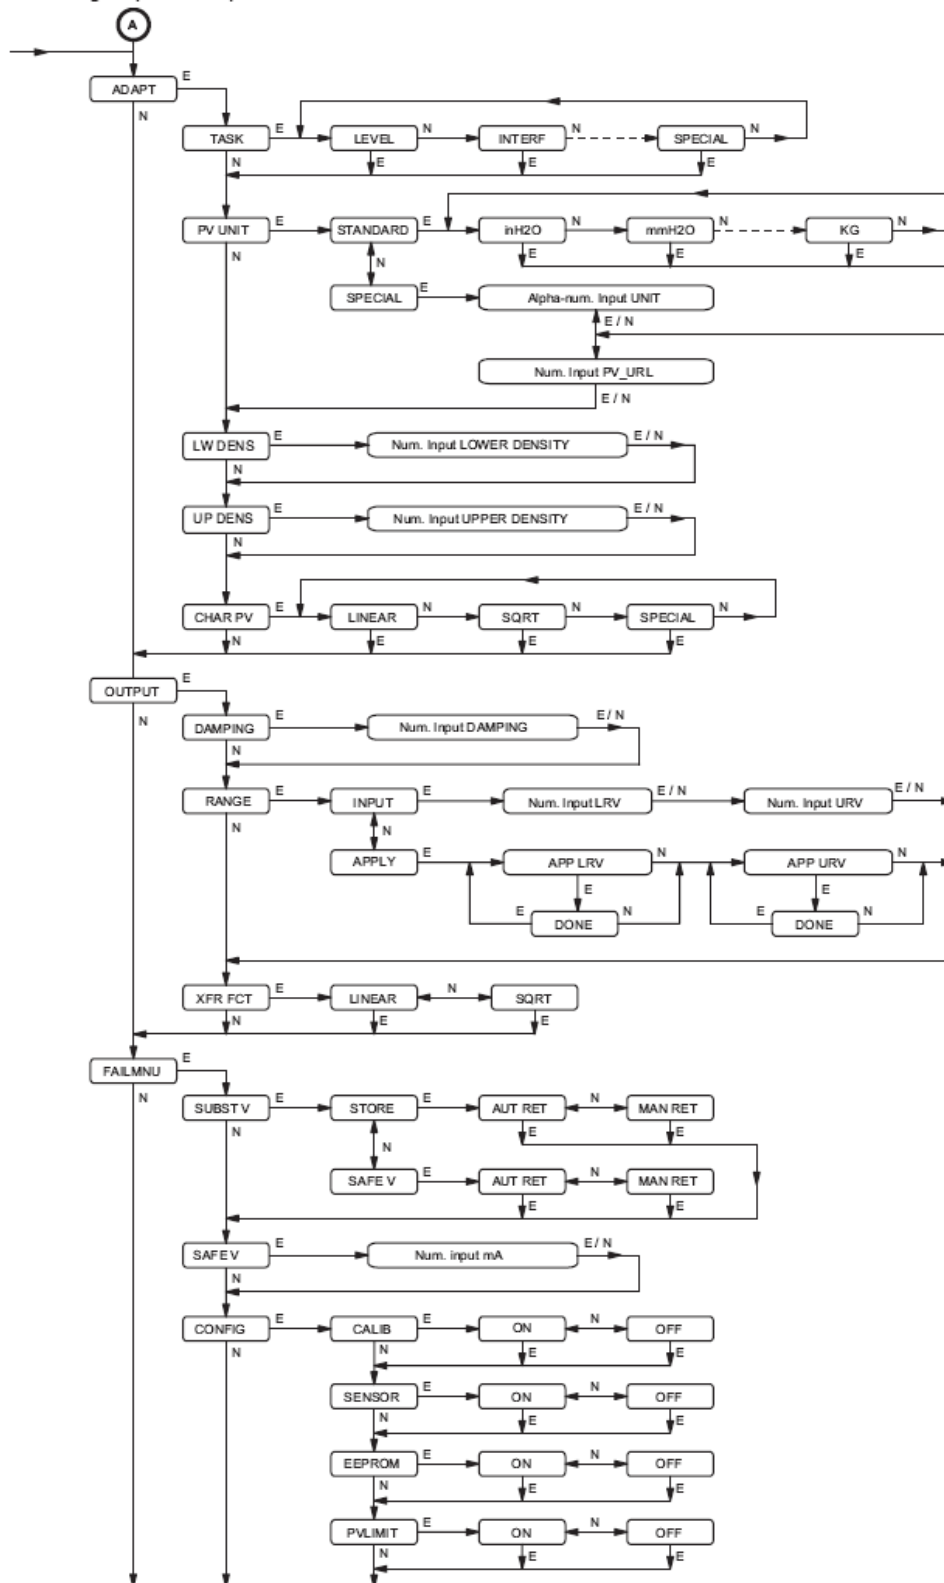 A
ADAPT E
N
TASK E LEVEL N INTERF N SPECIAL N
N E E E
PV UNIT E STANDARD E inH2O N mmH2O N KG N
N N E E E
SPECIAL E Alpha-num. Input UNIT
E / N
Num. Input PV_URL
E / N
LW DENS E Num. Input LOWER DENSITY E / N
N
UP DENS E Num. Input UPPER DENSITY E / N
N
CHAR PV E LINEAR N SQRT N SPECIAL N
N E E E
OUTPUT E
N
DAMPING E Num. Input DAMPING E / N
N
RANGE E INPUT E Num. Input LRV E / N Num. Input URV E / N
N N
APPLY E APP LRV N APP URV N
E E
E DONE N E DONE N
XFR FCT E LINEAR N SQRT
N E E
FAILMNU E
N
SUBST V E STORE E AUT RET N MAN RET
N N E E
SAFE V E AUT RET N MAN RET
E E
SAFE V E Num. input mA E / N
N
CONFIG E CALIB E ON N OFF
N N E E
SENSOR E ON N OFF
N E E
EEPROM E ON N OFF
N E E
PVLIMIT E ON N OFF
N E E